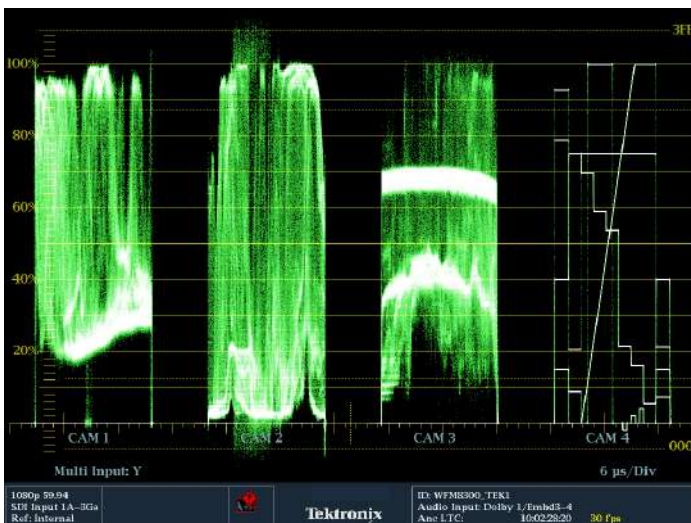 3FF
100%
80%
60%
40%
20%
000
CAM 1 CAM 2 CAM 3 CAM 4
Multi Input: Y 6 µs/Div
1080p 59.94
SDI Input 1A–3Ga
Ref: Internal
Tektronix
ID: WFM8300_TEK1
Audio Input: Dolby 1/Embd3–4
Anc LTC: 10:02:28:20 30 fps